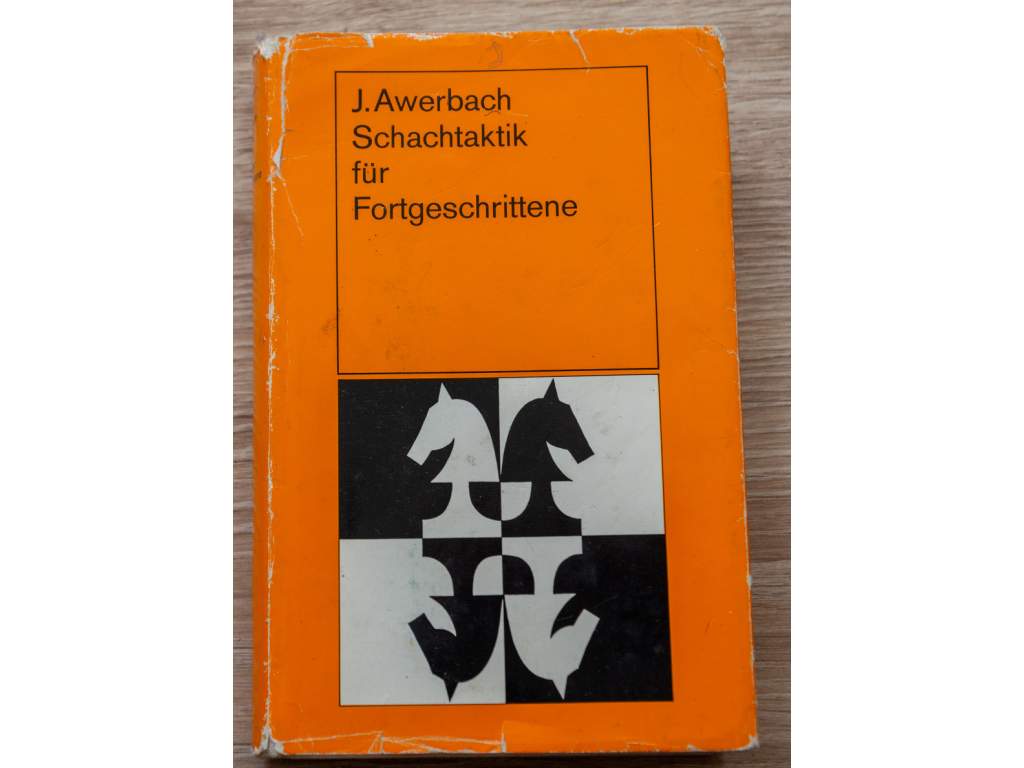 J. Awerbach
Schachtaktik
für
Fortgeschrittene